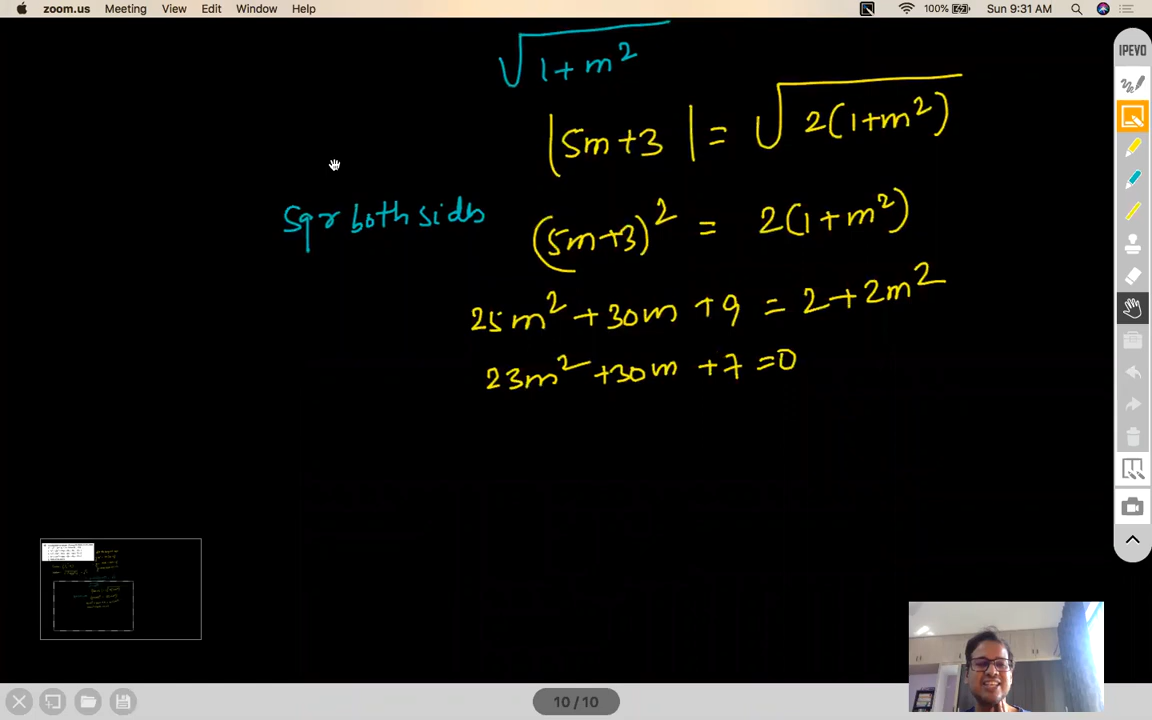 zoom.us Meeting View Edit Window Help 100% Sun 9:31 AM
IPEVO
√1+m²
|5m+3| = √2(1+m²)
Sqr both sides
(5m+3)² = 2(1+m²)
25m² +30m +9 = 2+2m²
23m² +30m +7 =0
10/10